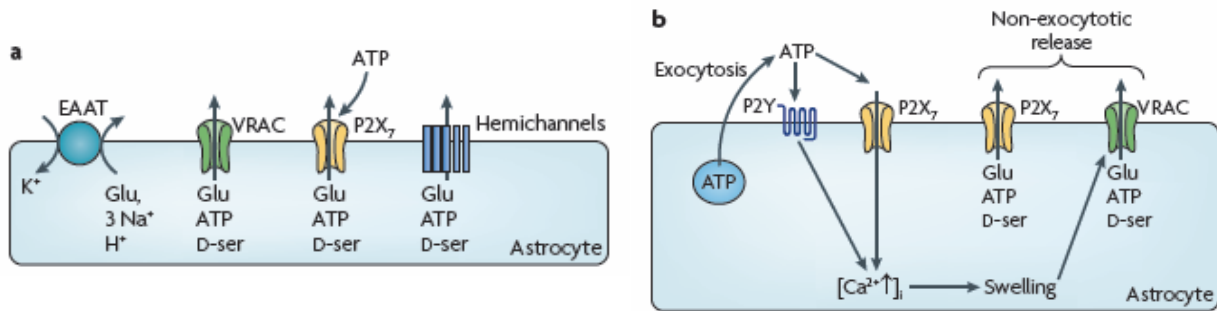 a
ATP
EAAT
VRAC
P2X₇
Hemichannels
K⁺
Glu,
3 Na⁺
H⁺
Glu
ATP
D-ser
Glu
ATP
D-ser
Glu
ATP
D-ser
Astrocyte
b
Non-exocytotic
release
ATP
Exocytosis
P2Y
P2X₇
P2X₇
VRAC
ATP
Glu
ATP
D-ser
Glu
ATP
D-ser
[Ca²⁺↑]ᵢ
Swelling
Astrocyte